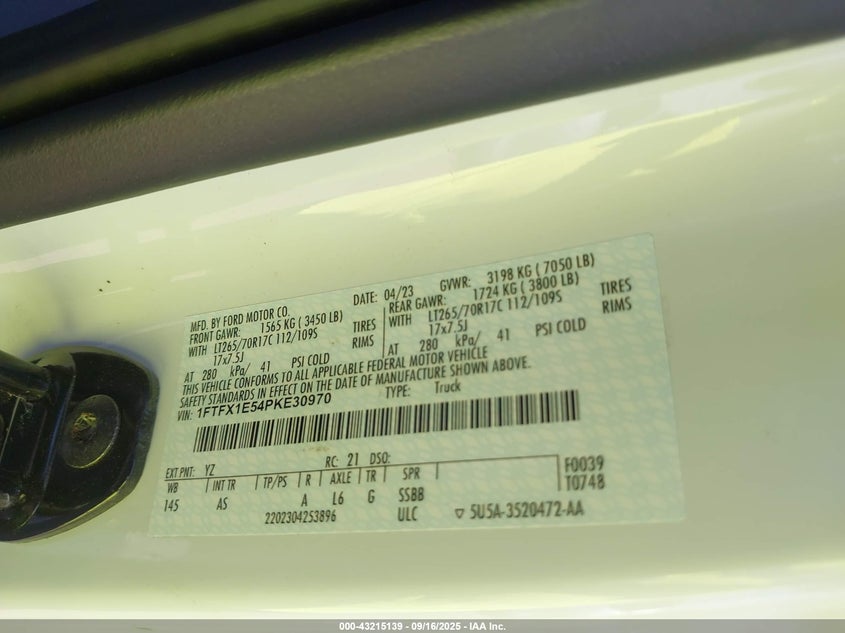 MFD. BY FORD MOTOR CO.
DATE: 04/23 GVWR: 3198 KG ( 7050 LB)
FRONT GAWR: 1565 KG ( 3450 LB)
WITH LT265/70R17C 112/109S TIRES
17x7.5J RIMS
AT 280 kPa/ 41 PSI COLD
REAR GAWR: 1724 KG ( 3800 LB)
WITH LT265/70R17C 112/109S TIRES
17x7.5J RIMS
AT 280 kPa/ 41 PSI COLD
THIS VEHICLE CONFORMS TO ALL APPLICABLE FEDERAL MOTOR VEHICLE
SAFETY STANDARDS IN EFFECT ON THE DATE OF MANUFACTURE SHOWN ABOVE.
VIN: 1FTFX1E54PKE30970 TYPE: Truck
EXT PNT: YZ RC: 21 DSO: F0039
WB INT TR TP/PS R AXLE TR SPR T0748
145 AS A L6 G SSBB
2202304253896 ULC ▽ 5U5A-3520472-AA
000-43215139 - 09/16/2025 - IAA Inc.